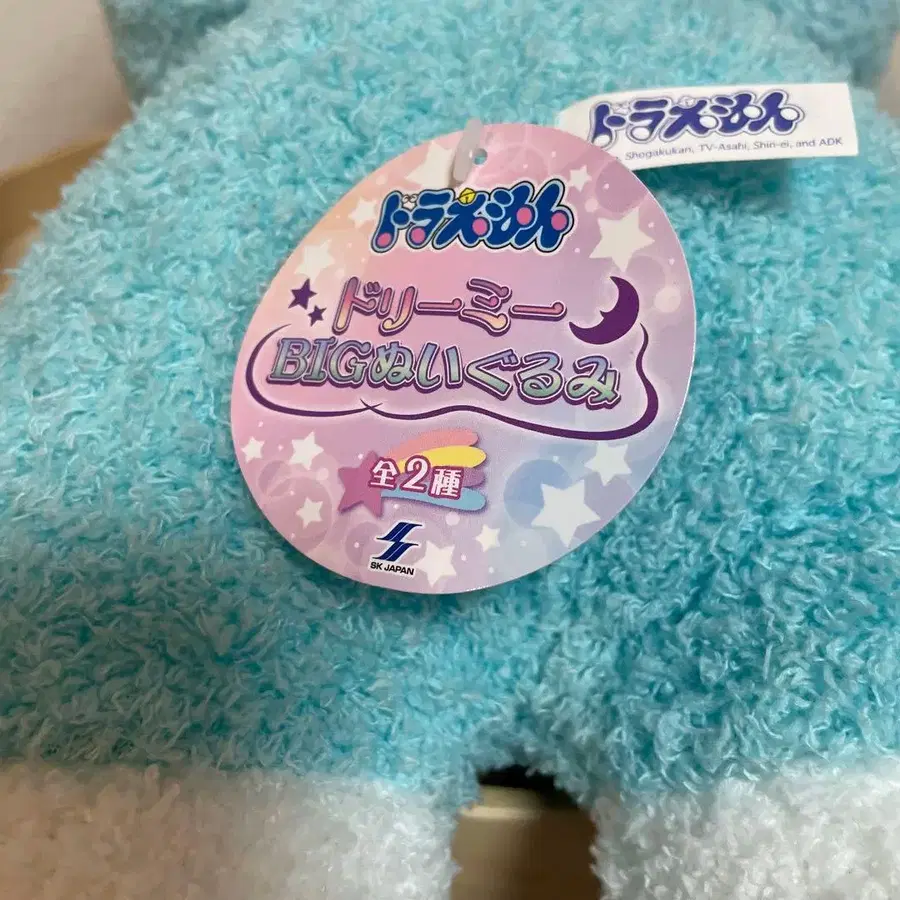 ドラえもん
Shogakukan, TV-Asahi, Shin-ei, and ADK
ドラえもん
ドリーミー
BIGぬいぐるみ
全2種
SK JAPAN